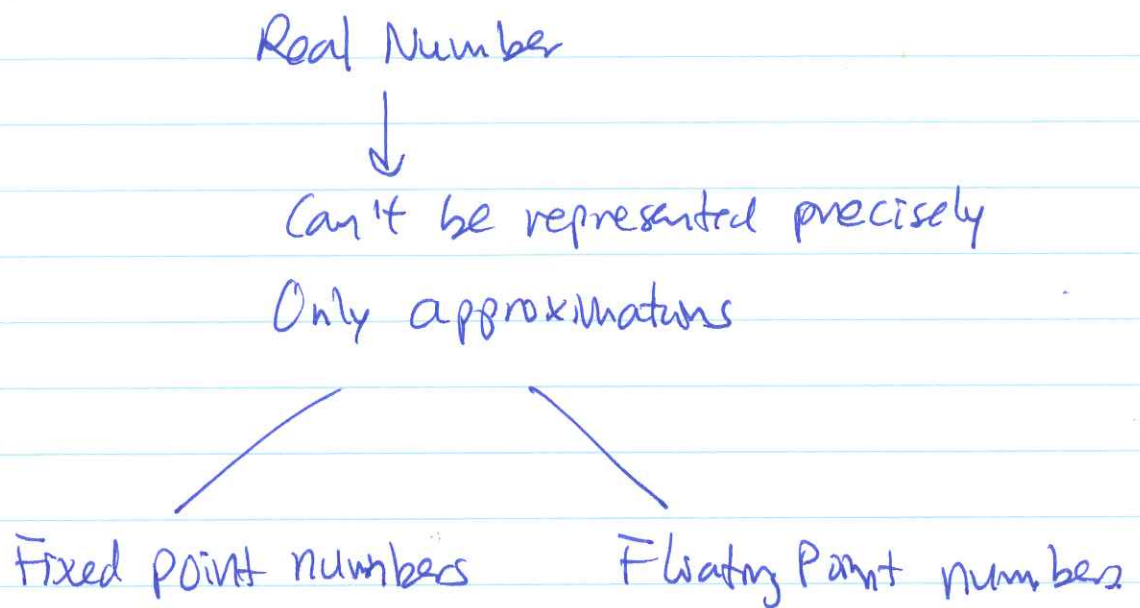 Real Number
Can't be represented precisely
Only approximations
Fixed point numbers
Floating Point numbers